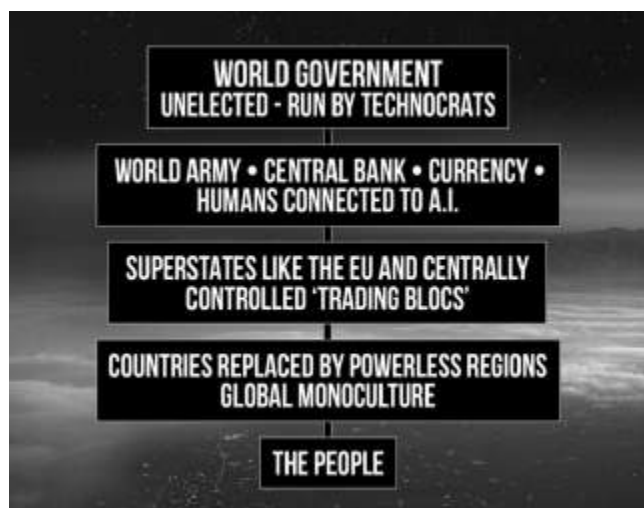 WORLD GOVERNMENT
UNELECTED - RUN BY TECHNOCRATS
WORLD ARMY • CENTRAL BANK • CURRENCY •
HUMANS CONNECTED TO A.I.
SUPERSTATES LIKE THE EU AND CENTRALLY
CONTROLLED ‘TRADING BLOCS’
COUNTRIES REPLACED BY POWERLESS REGIONS
GLOBAL MONOCULTURE
THE PEOPLE